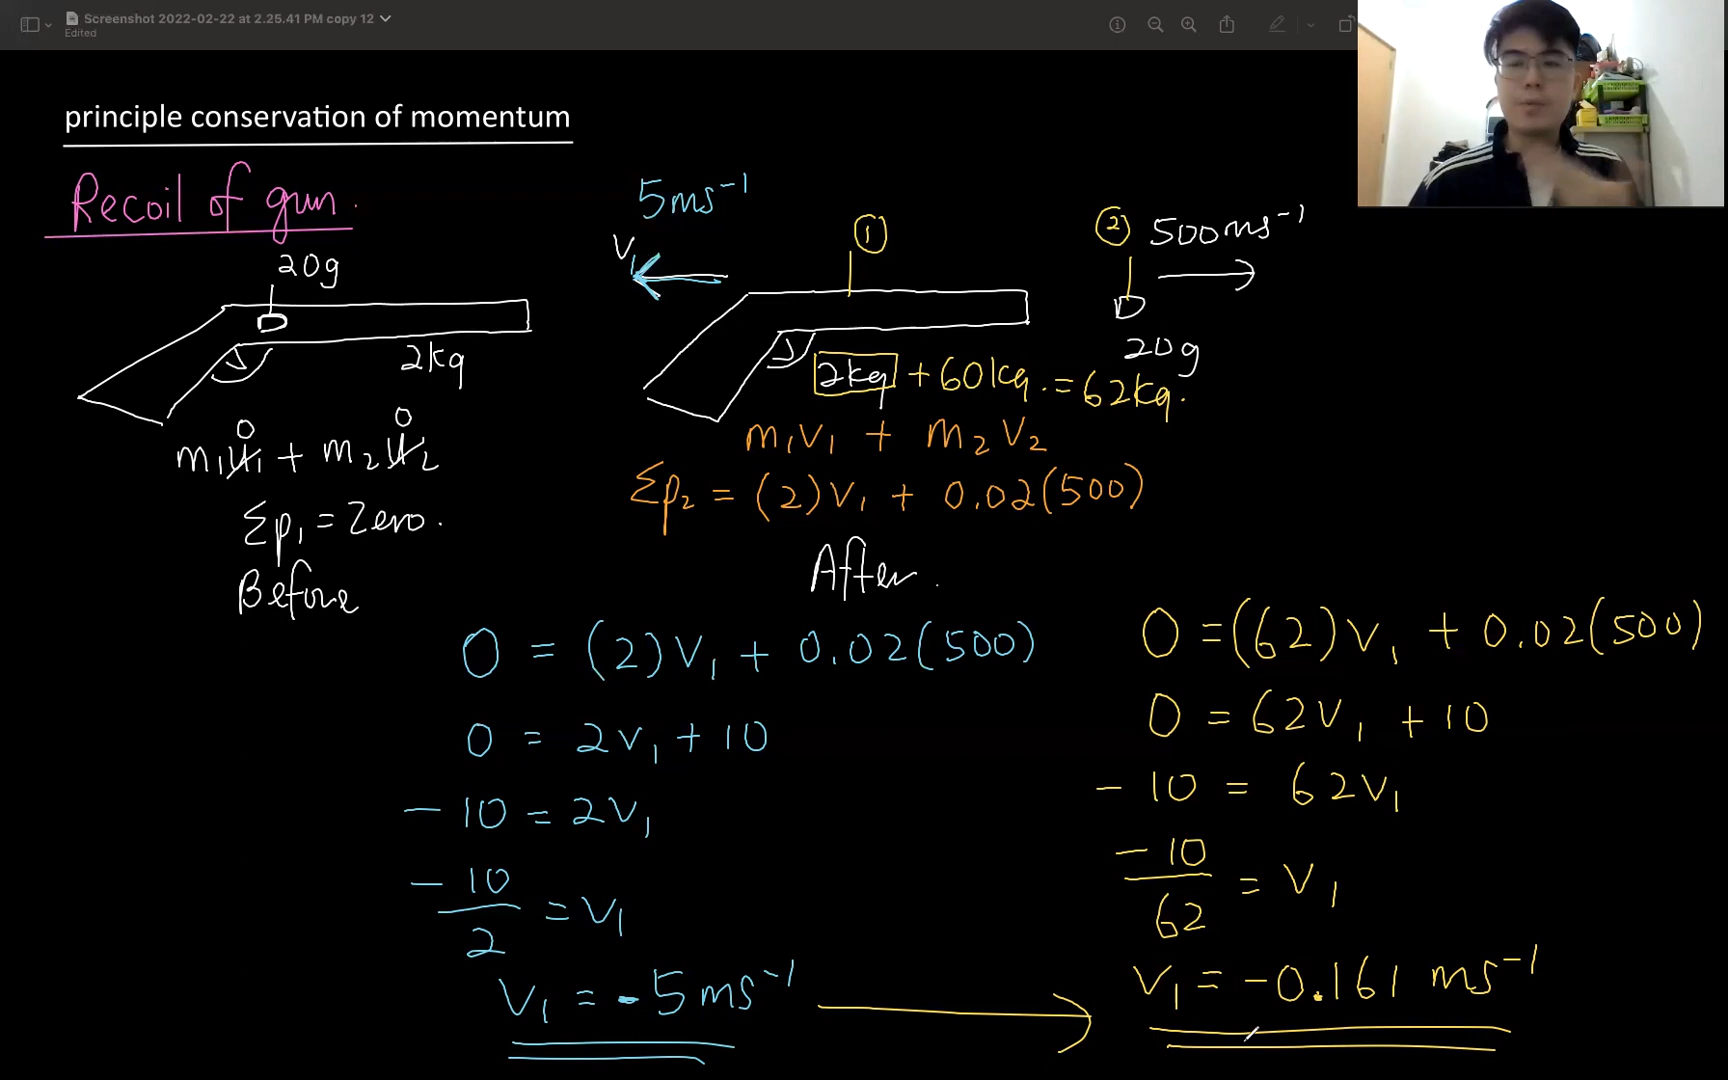 Screenshot 2022-02-22 at 2.25.41 PM copy 12
Edited
principle conservation of momentum
Recoil of gun.
20g
2kg
m₁u₁ + m₂u₂
0 0
Σp₁ = Zero.
Before
5ms⁻¹
V₁
①
② 500ms⁻¹
20g
2kg + 60kg. = 62kg.
m₁v₁ + m₂v₂
Σp₂ = (2)v₁ + 0.02(500)
After.
0 = (2)v₁ + 0.02(500)
0 = 2v₁ + 10
-10 = 2v₁
-10/2 = v₁
v₁ = -5ms⁻¹
0 = (62)v₁ + 0.02(500)
0 = 62v₁ + 10
-10 = 62v₁
-10/62 = v₁
v₁ = -0.161 ms⁻¹